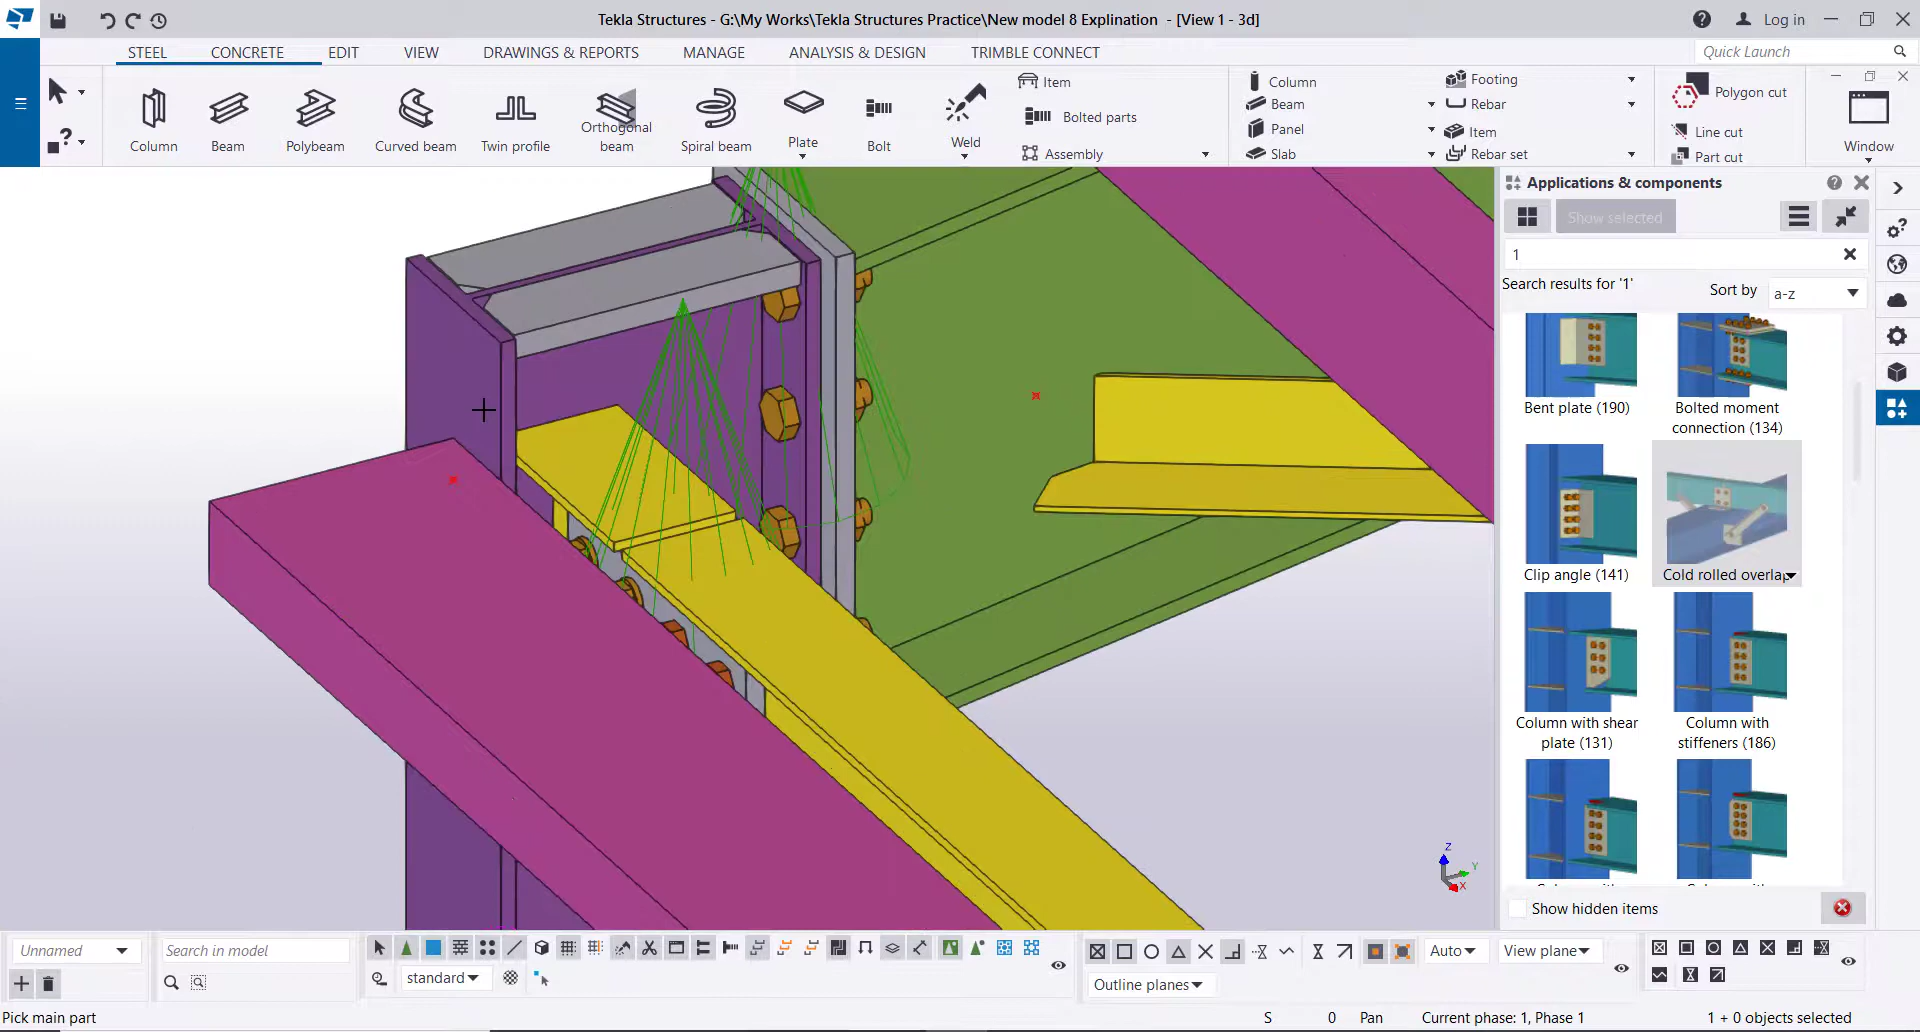 Tekla Structures - G:\My Works\Tekla Structures Practice\New model 8 Explination - [View 1 - 3d]
Log in
STEEL CONCRETE EDIT VIEW DRAWINGS & REPORTS MANAGE ANALYSIS & DESIGN TRIMBLE CONNECT
Quick Launch
Column
Beam
Polybeam
Curved beam
Twin profile
Orthogonal
beam
Spiral beam
Plate
Bolt
Weld
Item
Bolted parts
Assembly
Column
Beam
Panel
Slab
Footing
Rebar
Item
Rebar set
Polygon cut
Line cut
Part cut
Window
Applications & components
Show selected
1
Search results for '1'
Sort by
a-z
Bent plate (190)
Bolted moment
connection (134)
Clip angle (141)
Cold rolled overlap
Column with shear
plate (131)
Column with
stiffeners (186)
Show hidden items
Z
Y
X
Unnamed
Search in model
standard
Auto
View plane
Outline planes
Pick main part
S
0
Pan
Current phase: 1, Phase 1
1 + 0 objects selected